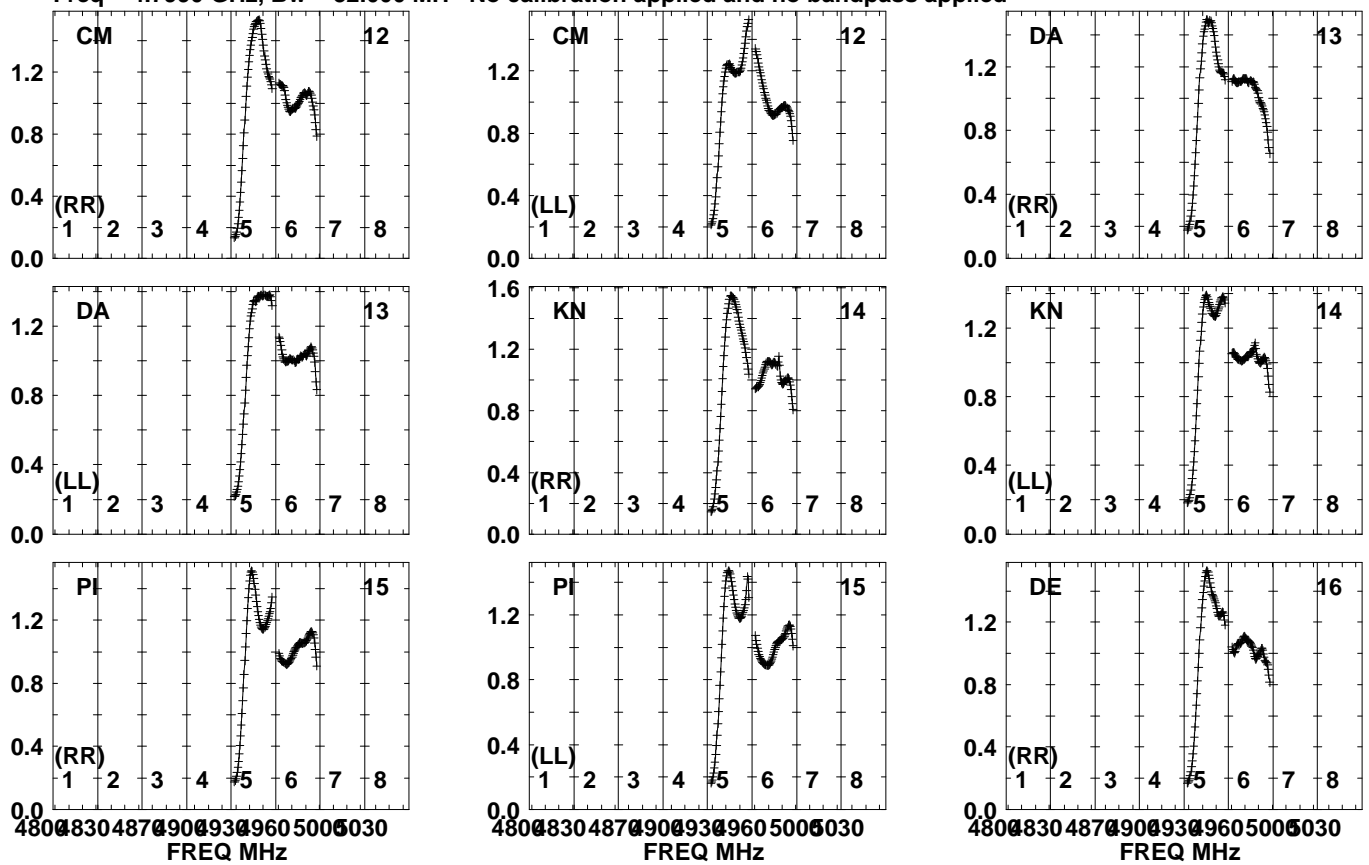 No calibration applied and no bandpass applied
CM 12 CM 12 DA 13
1.2 1.2 1.2
0.8 0.8 0.8
0.4 0.4 0.4
(RR) (LL) (RR)
1 2 3 4 5 6 7 8 1 2 3 4 5 6 7 8 1 2 3 4 5 6 7 8
0.0 0.0 0.0
DA 13 KN 14 KN 14
1.6
1.2 1.2 1.2
0.8 0.8 0.8
0.4 0.4 0.4
(LL) (RR) (LL)
1 2 3 4 5 6 7 8 1 2 3 4 5 6 7 8 1 2 3 4 5 6 7 8
0.0 0.0 0.0
PI 15 PI 15 DE 16
1.2 1.2 1.2
0.8 0.8 0.8
0.4 0.4 0.4
(RR) (LL) (RR)
1 2 3 4 5 6 7 8 1 2 3 4 5 6 7 8 1 2 3 4 5 6 7 8
0.0 0.0 0.0
4800 4830 4870 4900 4930 4960 5000 5030 4800 4830 4870 4900 4930 4960 5000 5030 4800 4830 4870 4900 4930 4960 5000 5030
FREQ MHz FREQ MHz FREQ MHz